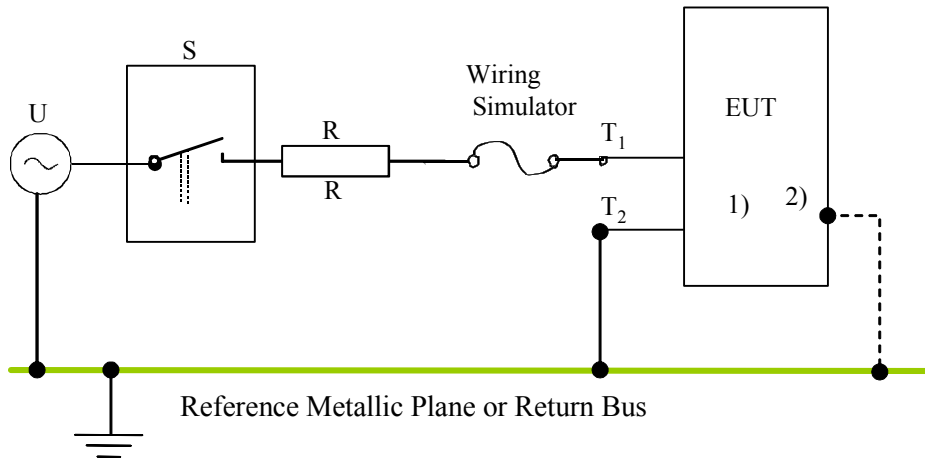 S
Wiring
Simulator
U
EUT
R
T₁
R
T₂
1)
2)
Reference Metallic Plane or Return Bus